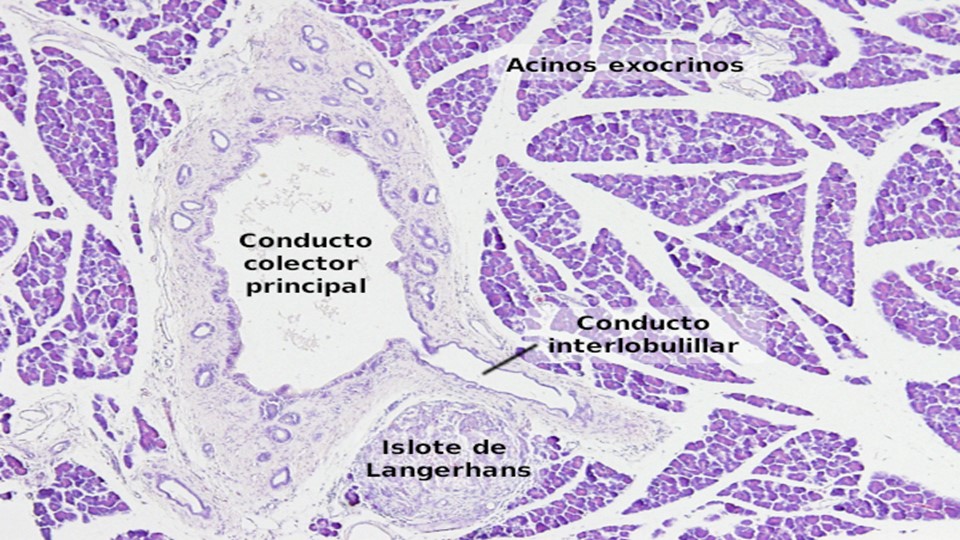 Acinos exocrinos
Conducto
colector
principal
Conducto
interlobulillar
Islote de
Langerhans